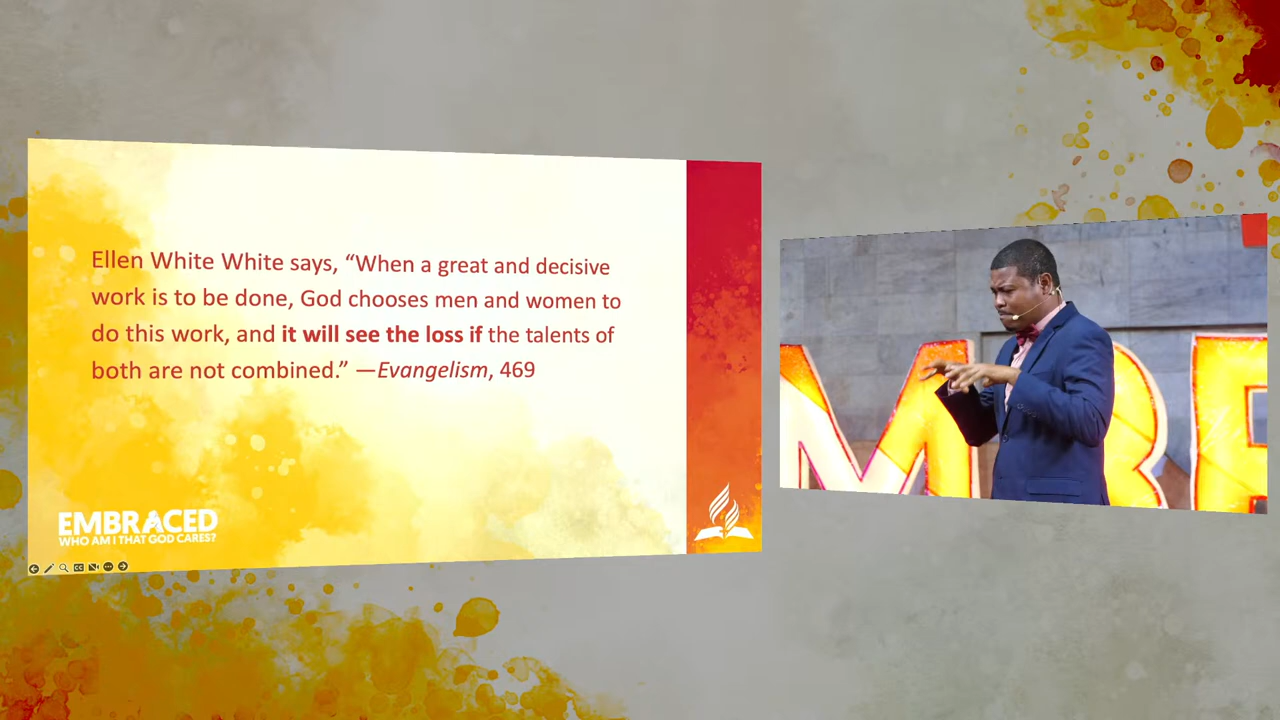 Ellen White White says, “When a great and decisive
work is to be done, God chooses men and women to
do this work, and it will see the loss if the talents of
both are not combined.” —Evangelism, 469
EMBRACED
WHO AM I THAT GOD CARES?
MBR